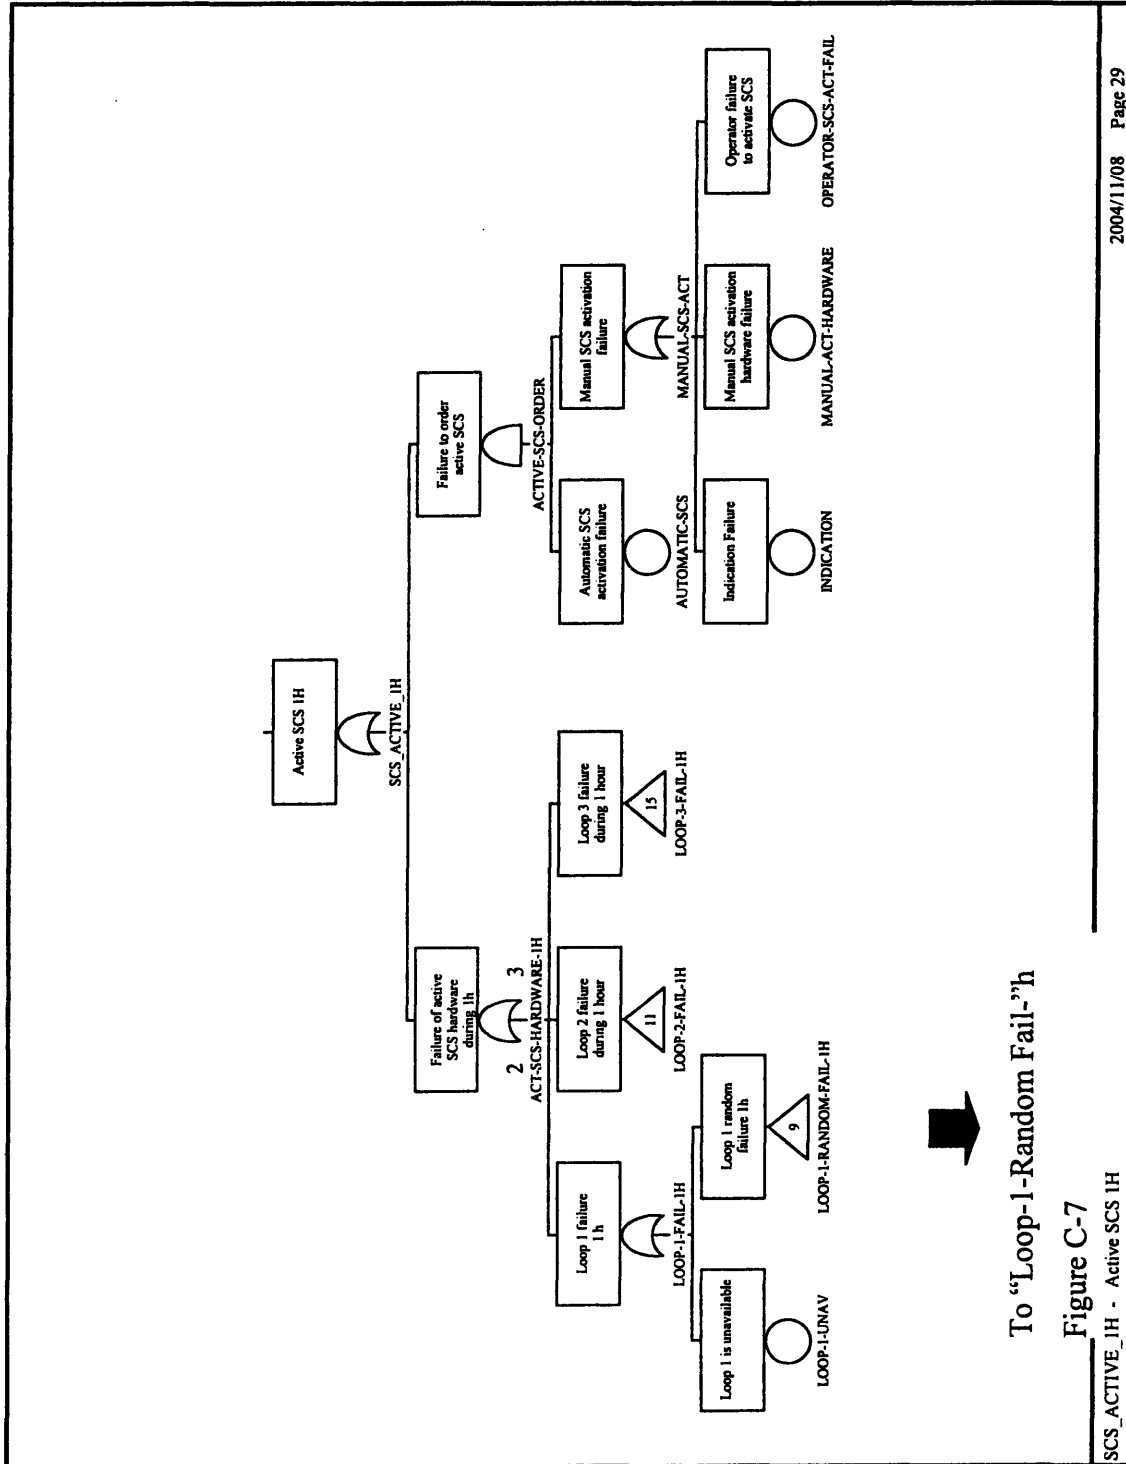 Active SCS 1H
SCS_ACTIVE_1H
Failure of active
SCS hardware
during 1h
2 3
ACT-SCS-HARDWARE-1H
Failure to order
active SCS
ACTIVE-SCS-ORDER
Loop 1 failure
1 h
LOOP-1-FAIL-1H
Loop 2 failure
during 1 hour
11
LOOP-2-FAIL-1H
Loop 3 failure
during 1 hour
15
LOOP-3-FAIL-1H
Automatic SCS
activation failure
AUTOMATIC-SCS
Manual SCS activation
failure
MANUAL-SCS-ACT
Loop 1 is unavailable
LOOP-1-UNAV
Loop 1 random
failure 1h
9
LOOP-1-RANDOM-FAIL-1H
Indication Failure
INDICATION
Manual SCS activation
hardware failure
MANUAL-ACT-HARDWARE
Operator failure
to activate SCS
OPERATOR-SCS-ACT-FAIL
To “Loop-1-Random Fail-”h
Figure C-7
SCS_ACTIVE_1H - Active SCS 1H
2004/11/08 Page 29